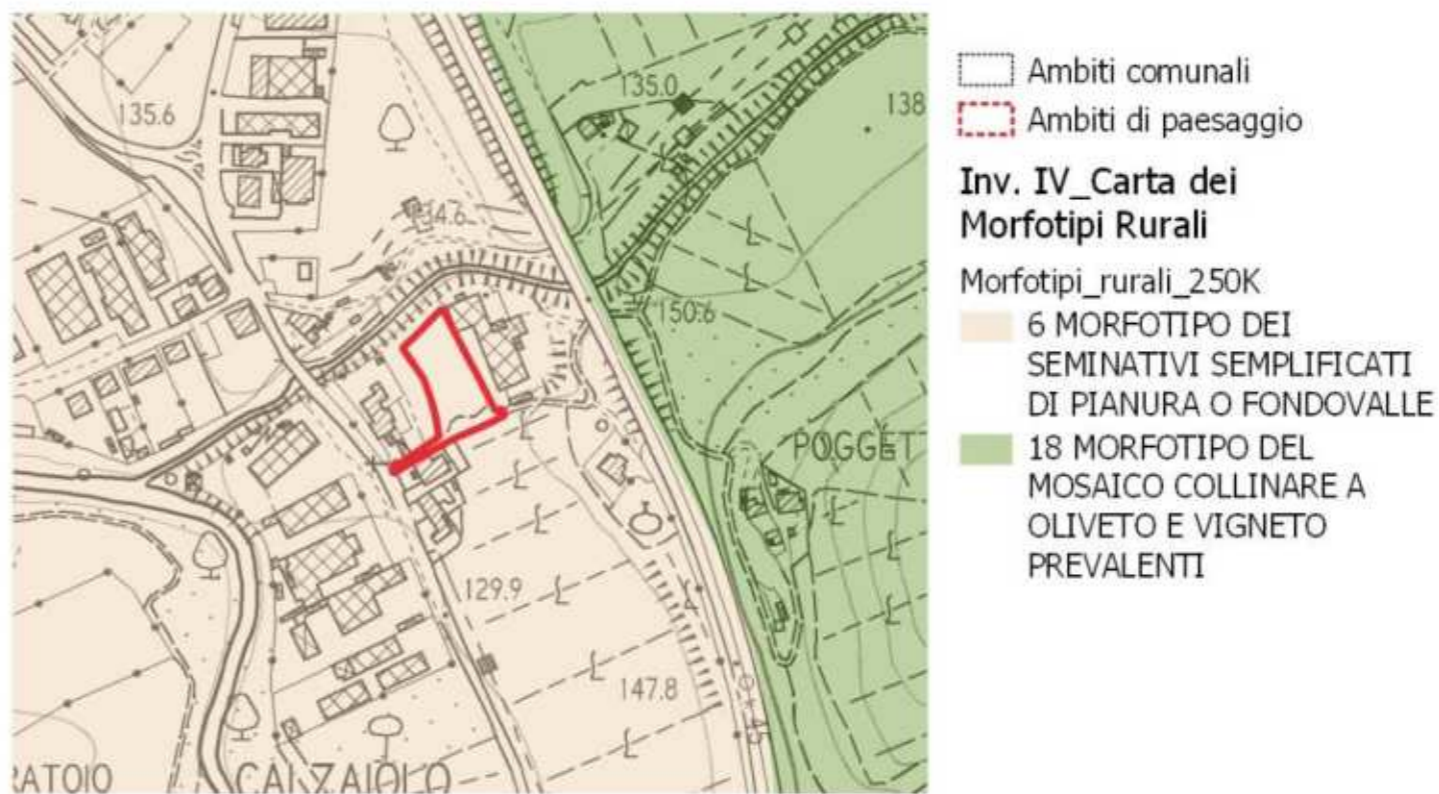 135.0
138
135.6
34.6
150.6
POGGET
129.9
147.8
K 45
RATOIO
CALZAIOLO
Ambiti comunali
Ambiti di paesaggio
Inv. IV_Carta dei
Morfotipi Rurali
Morfotipi_rurali_250K
6 MORFOTIPO DEI
SEMINATIVI SEMPLIFICATI
DI PIANURA O FONDOVALLE
18 MORFOTIPO DEL
MOSAICO COLLINARE A
OLIVETO E VIGNETO
PREVALENTI